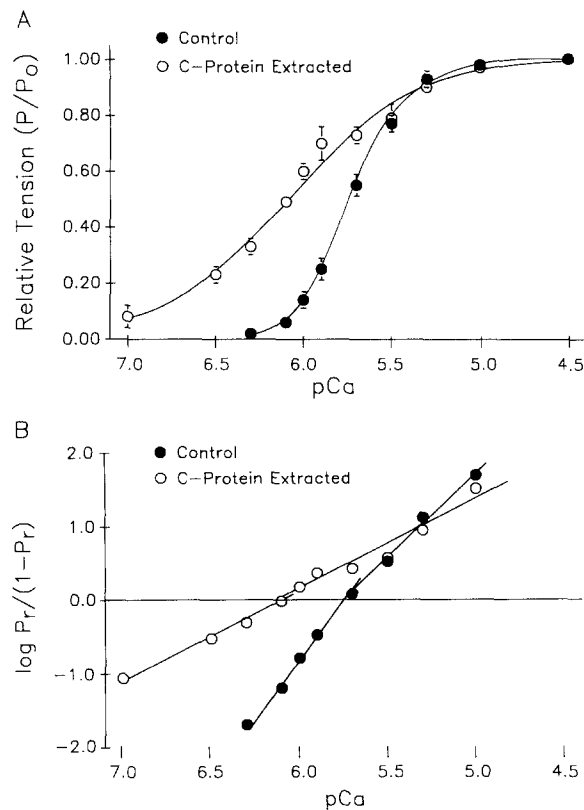 A
● Control
○ C-Protein Extracted
Relative Tension (P/Po)
1.00
0.80
0.60
0.40
0.20
0.00
7.0 6.5 6.0 5.5 5.0 4.5
pCa
B
● Control
○ C-Protein Extracted
log Pr/(1-Pr)
2.0
1.0
0.0
-1.0
-2.0
7.0 6.5 6.0 5.5 5.0 4.5
pCa